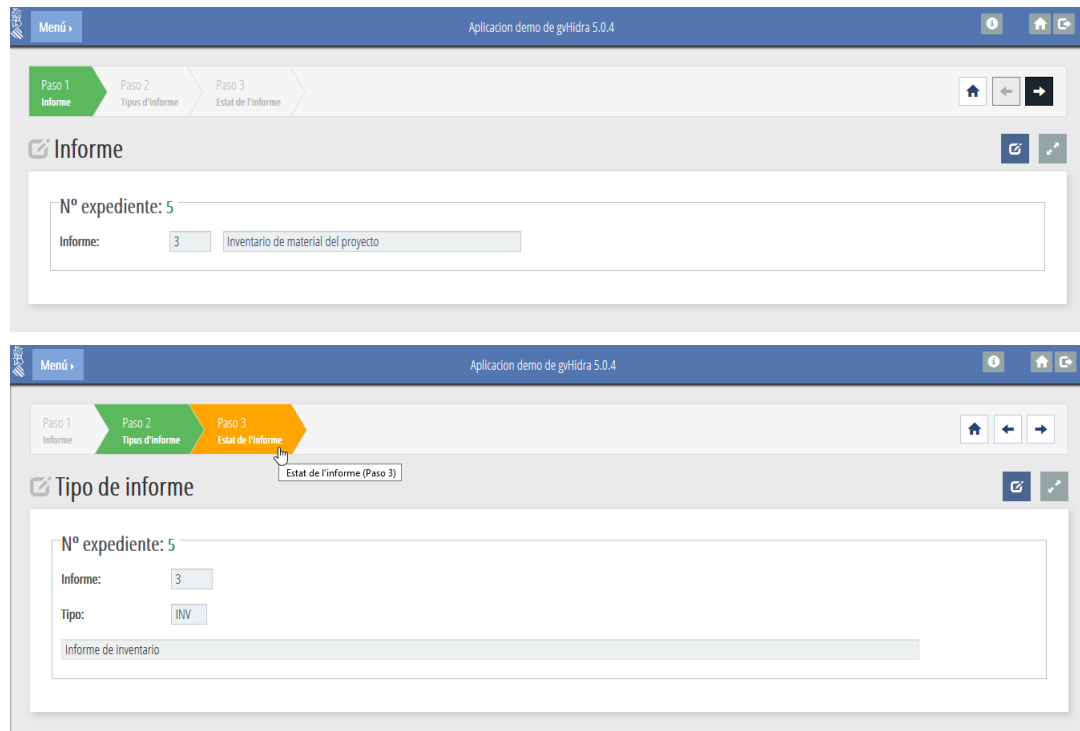 Menú
Aplicacion demo de gvHidra 5.0.4
Paso 1
Informe
Paso 2
Tipus d'informe
Paso 3
Estat de l'informe
Informe
Nº expediente: 5
Informe: 3 Inventario de material del proyecto
Menú
Aplicacion demo de gvHidra 5.0.4
Paso 1
Informe
Paso 2
Tipus d'informe
Paso 3
Estat de l'informe
Estat de l'informe (Paso 3)
Tipo de informe
Nº expediente: 5
Informe: 3
Tipo: INV
Informe de inventario